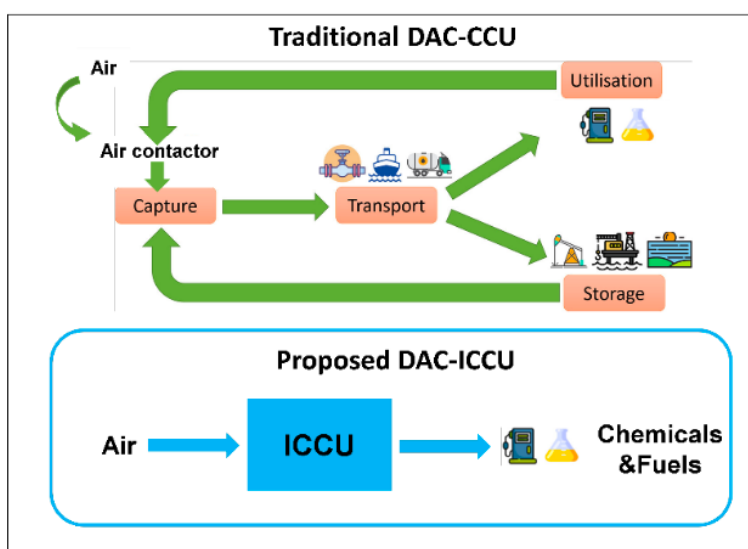 Traditional DAC-CCU
Air
Utilisation
Air contactor
Capture
Transport
Storage
Proposed DAC-ICCU
Air
ICCU
Chemicals
&Fuels